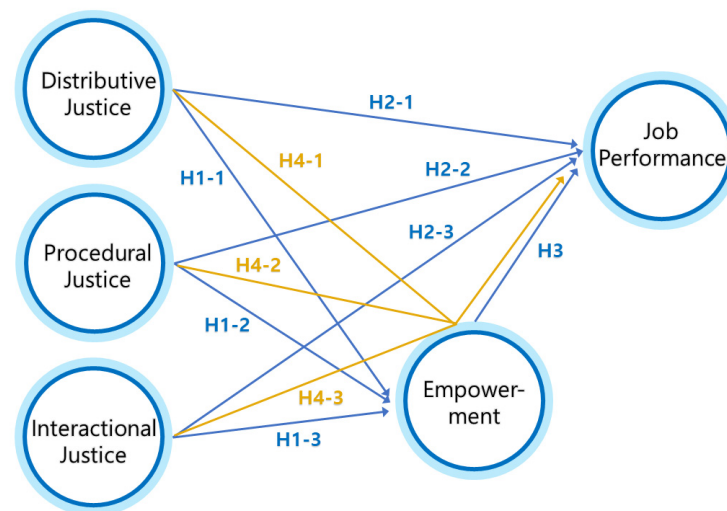 Distributive
Justice
H2-1
Job
Performance
H1-1
H4-1
H2-2
H2-3
Procedural
Justice
H4-2
H3
H1-2
Empower-
ment
H4-3
Interactional
Justice
H1-3